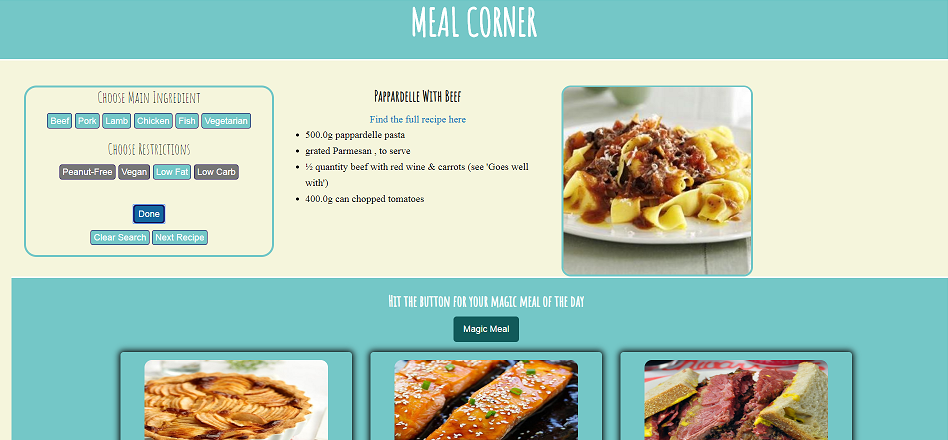 MEAL CORNER
Choose Main Ingredient
Beef Pork Lamb Chicken Fish Vegetarian
Choose Restrictions
Peanut-Free Vegan Low Fat Low Carb
Done
Clear Search Next Recipe
Pappardelle With Beef
Find the full recipe here
500.0g pappardelle pasta
grated Parmesan , to serve
½ quantity beef with red wine & carrots (see 'Goes well
with')
400.0g can chopped tomatoes
Hit the button for your magic meal of the day
Magic Meal